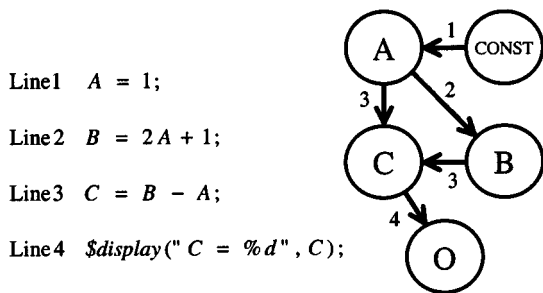 Line1 A = 1;
Line2 B = 2A + 1;
Line3 C = B - A;
Line4 $display(" C = %d" , C);
A
1
CONST
3
2
C
3
B
4
O